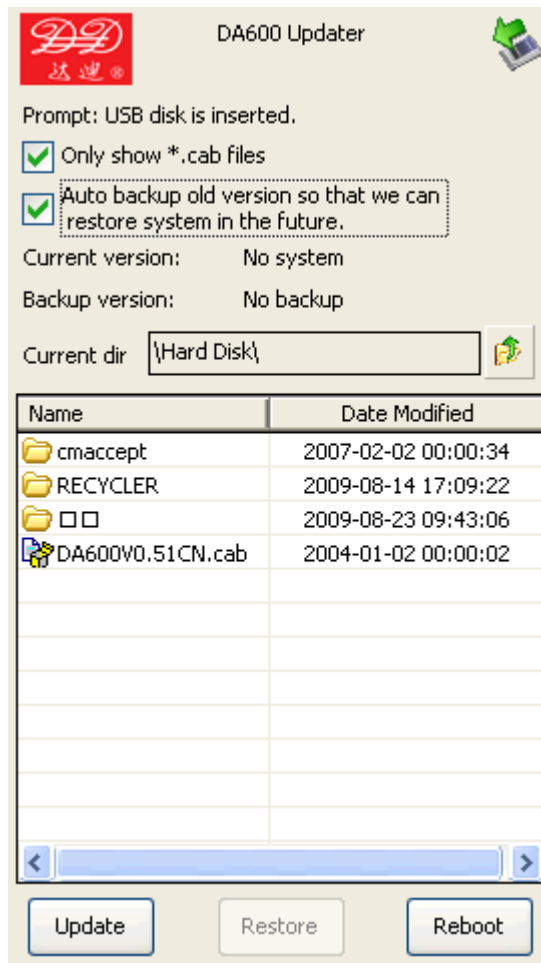 DD
达迪®
DA600 Updater
Prompt: USB disk is inserted.
Only show *.cab files
Auto backup old version so that we can
restore system in the future.
Current version: No system
Backup version: No backup
Current dir \Hard Disk\
Name Date Modified
cmaccept 2007-02-02 00:00:34
RECYCLER 2009-08-14 17:09:22
□□ 2009-08-23 09:43:06
DA600V0.51CN.cab 2004-01-02 00:00:02
Update Restore Reboot